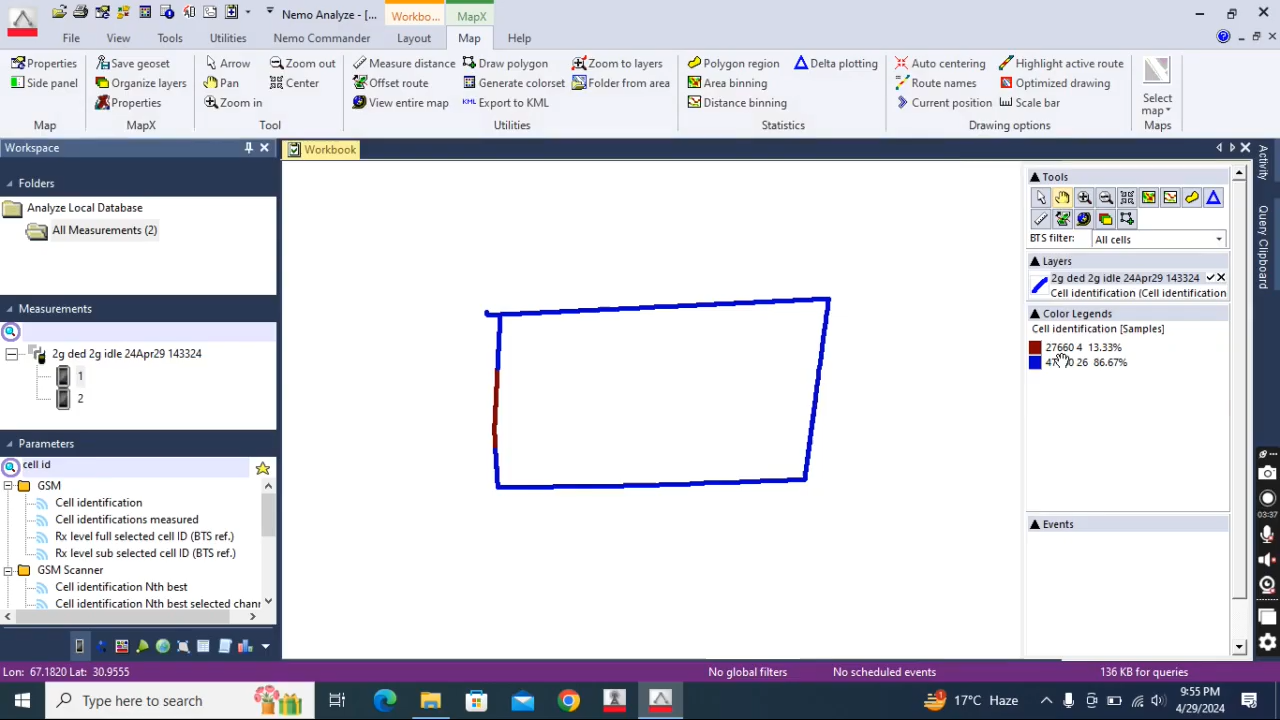 Nemo Analyze - [...
Workbo...
MapX
File
View
Tools
Utilities
Nemo Commander
Layout
Map
Help
Properties
Side panel
Map
Save geoset
Organize layers
Properties
MapX
Arrow
Pan
Zoom in
Zoom out
Center
Tool
Measure distance
Offset route
View entire map
Draw polygon
Generate colorset
KML Export to KML
Zoom to layers
Folder from area
Utilities
Polygon region
Area binning
Distance binning
Delta plotting
Statistics
Auto centering
Route names
Current position
Highlight active route
Optimized drawing
Scale bar
Drawing options
Select
map
Maps
Workspace
Folders
Analyze Local Database
All Measurements (2)
Measurements
2g ded 2g idle 24Apr29 143324
1
2
Parameters
cell id
GSM
Cell identification
Cell identifications measured
Rx level full selected cell ID (BTS ref.)
Rx level sub selected cell ID (BTS ref.)
GSM Scanner
Cell identification Nth best
Cell identification Nth best selected chann
Workbook
Tools
BTS filter: All cells
Layers
2g ded 2g idle 24Apr29 143324
Cell identification (Cell identification
Color Legends
Cell identification [Samples]
27660 4 13.33%
26 86.67%
Events
Activity
Query Clipboard
03:37
Lon: 67.1820 Lat: 30.9555
No global filters
No scheduled events
136 KB for queries
Type here to search
17°C Haze
9:55 PM
4/29/2024